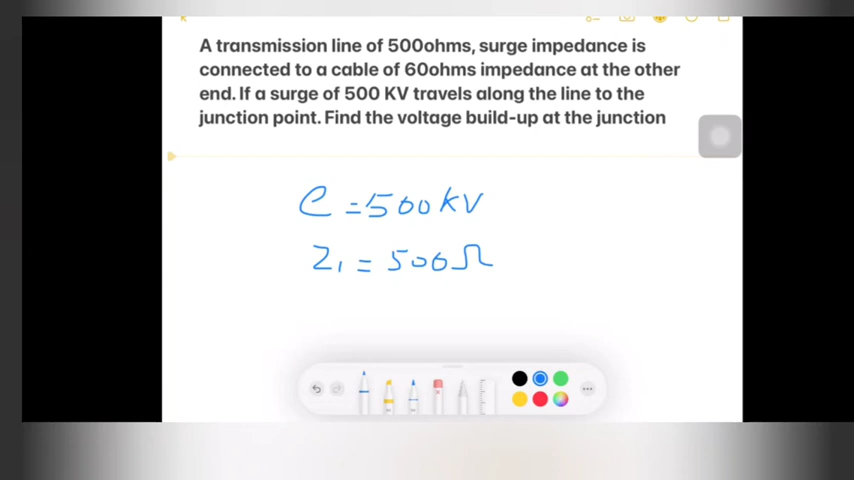 A transmission line of 500ohms, surge impedance is
connected to a cable of 60ohms impedance at the other
end. If a surge of 500 KV travels along the line to the
junction point. Find the voltage build-up at the junction
e = 500 kV
Z₁ = 500 Ω